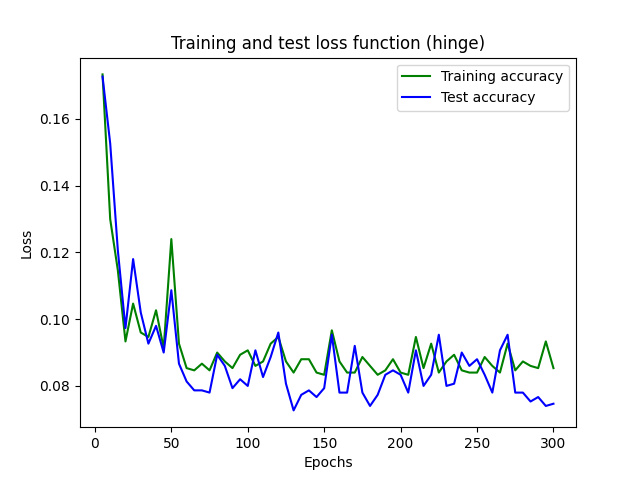 Training and test loss function (hinge)
Training accuracy
Test accuracy
0.16
0.14
0.12
0.10
0.08
Loss
0 50 100 150 200 250 300
Epochs